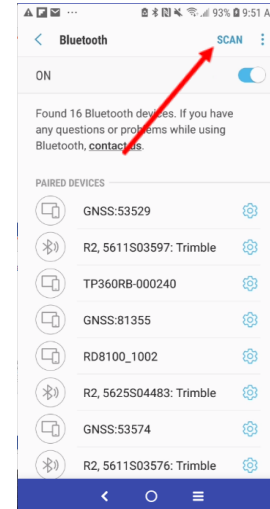 93% 9:51 A
Bluetooth SCAN
ON
Found 16 Bluetooth devices. If you have
any questions or problems while using
Bluetooth, contact us.
PAIRED DEVICES
GNSS:53529
R2, 5611S03597: Trimble
TP360RB-000240
GNSS:81355
RD8100_1002
R2, 5625S04483: Trimble
GNSS:53574
R2, 5611S03576: Trimble